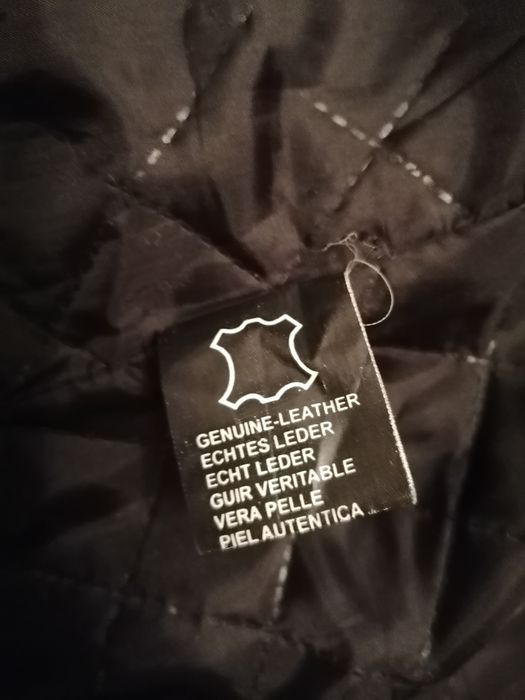 GENUINE-LEATHER
ECHTES LEDER
ECHT LEDER
GUIR VERITABLE
VERA PELLE
PIEL AUTENTICA